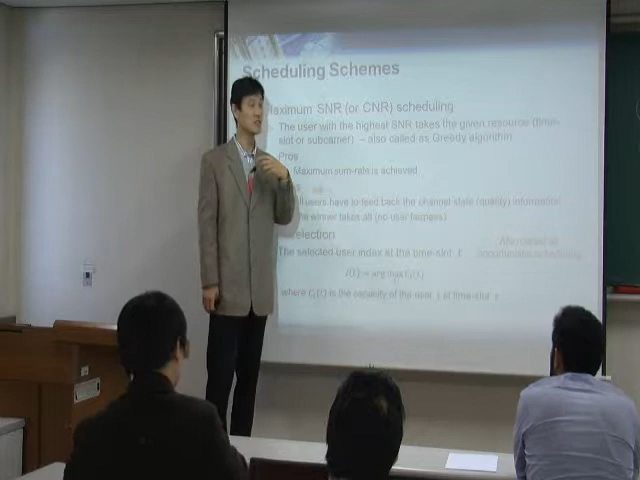 Scheduling Schemes
aximum SNR (or CNR) scheduling
The user with the highest SNR takes the given resource (time-
slot or subcarrier) – also called as Greedy algorithm
Pros
Maximum sum-rate is achieved
users have to feed back the channel state (quality) information
winner takes all (no user fairness)
election
The selected user index at the time-slot t
where is the capacity of the user at time-slot